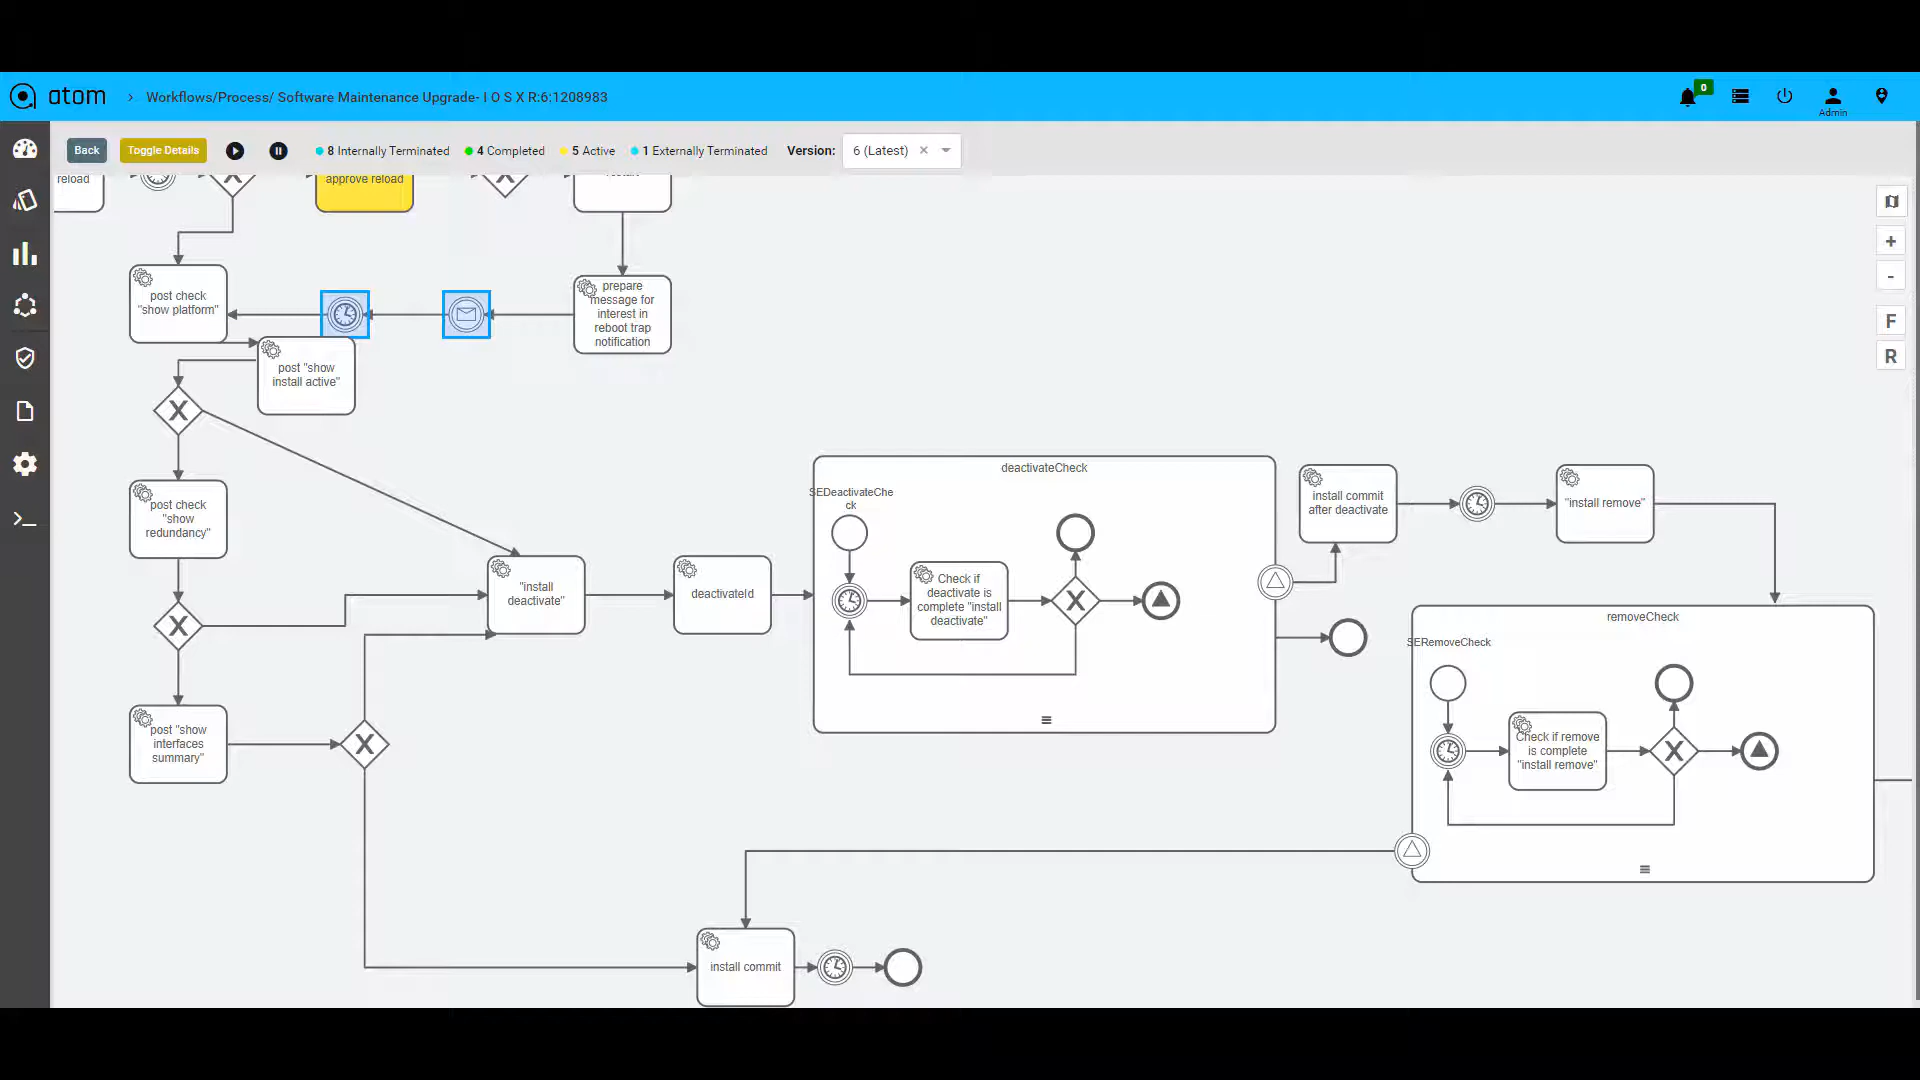 atom
› Workflows/Process/ Software Maintenance Upgrade- I O S X R:6:1208983
0
Admin
Back
Toggle Details
8 Internally Terminated
4 Completed
5 Active
1 Externally Terminated
Version:
6 (Latest)
reload
approve reload
+
-
F
R
post check
"show platform"
prepare
message for
interest in
reboot trap
notification
post "show
install active"
X
post check
"show
redundancy"
X
post "show
interfaces
summary"
X
"install
deactivate"
deactivateId
deactivateCheck
SEDeactivateChe
ck
Check if
deactivate is
complete "install
deactivate"
X
install commit
after deactivate
"install remove"
removeCheck
SERemoveCheck
Check if remove
is complete
"install remove"
X
install commit